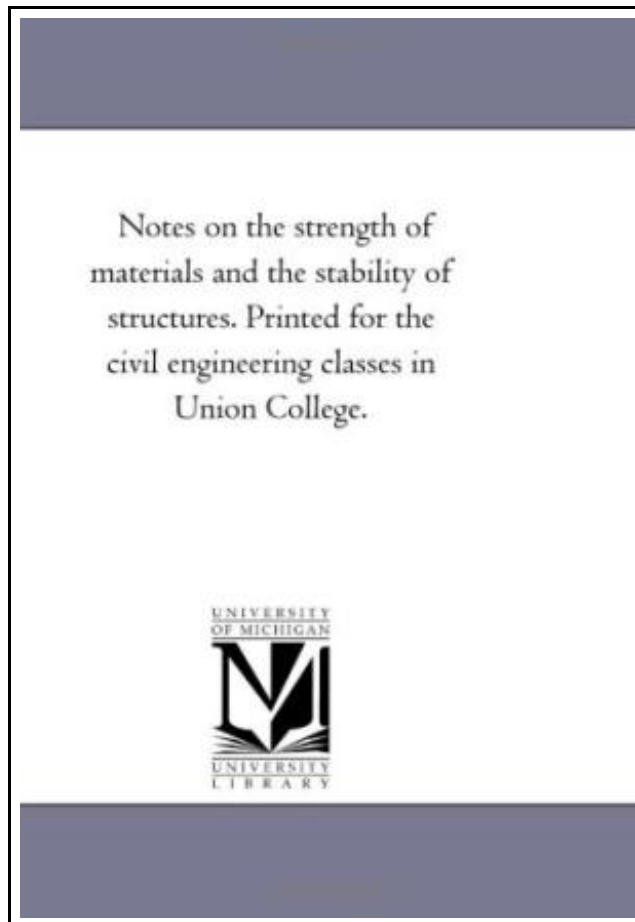 Notes on the strength of
materials and the stability of
structures. Printed for the
civil engineering classes in
Union College.
UNIVERSITY
OF MICHIGAN
UNIVERSITY
LIBRARY